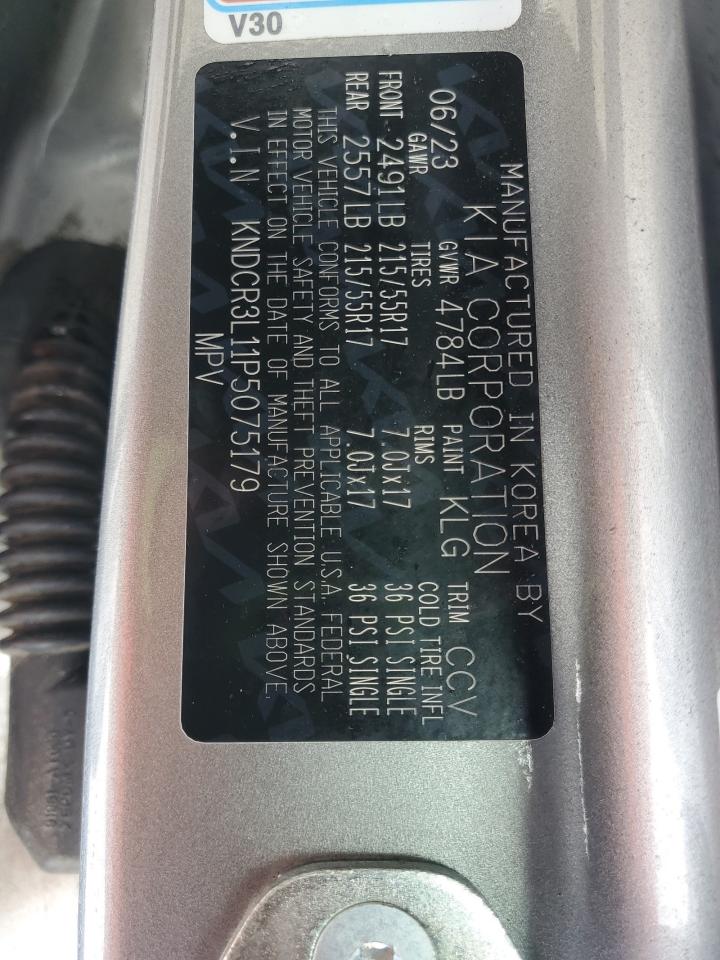 V30
MANUFACTURED IN KOREA BY
KIA CORPORATION
06/23 GVWR 4784LB PAINT KLG TRIM CCV
GAWR TIRES RIMS COLD TIRE INFL
FRONT 2491LB 215/55R17 7.0Jx17 36 PSI SINGLE
REAR 2557LB 215/55R17 7.0Jx17 36 PSI SINGLE
THIS VEHICLE CONFORMS TO ALL APPLICABLE U.S.A. FEDERAL
MOTOR VEHICLE SAFETY AND THEFT PREVENTION STANDARDS
IN EFFECT ON THE DATE OF MANUFACTURE SHOWN ABOVE
V.I.N KNDCR3L11P5075179
MPV